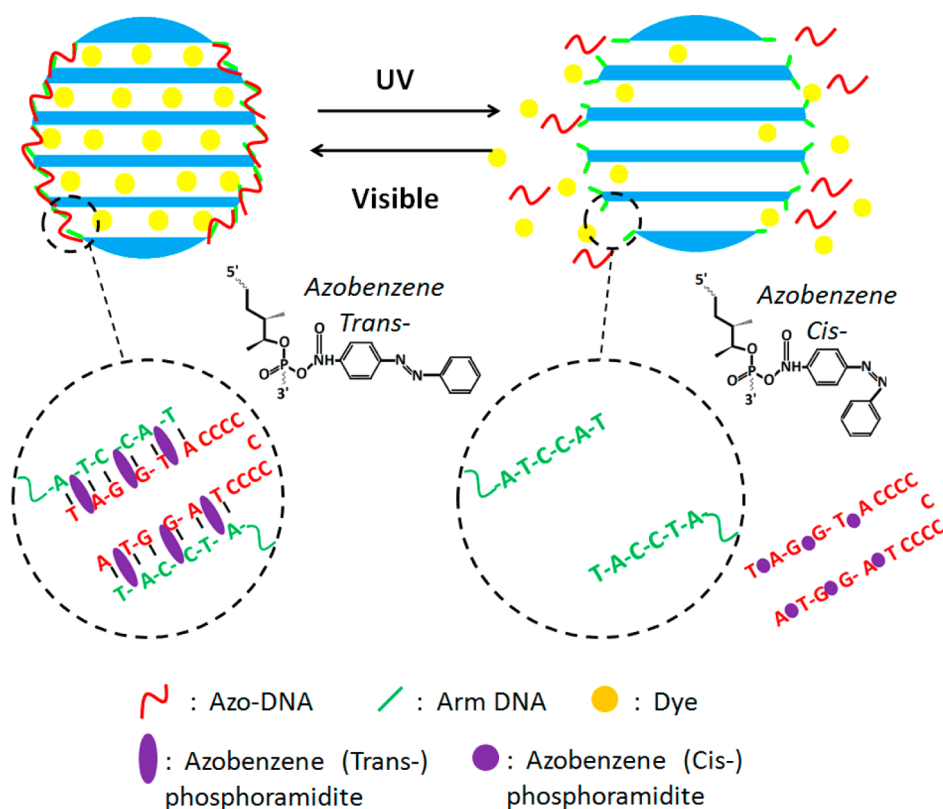 UV
Visible
5'
Azobenzene
Trans-
O
O
O=P
O
NH
N=N
3'
5'
Azobenzene
Cis-
O
O
O=P
O
NH
N=N
3'
-A-T-C-C-A-T
T A-G G-T A CCCC
C
A T-G G-A T CCCC
T-A-C-C-T-A-
-A-T-C-C-A-T
T-A-C-C-T-A
T A-G G-T A CCCC
C
A T-G G-A T CCCC
: Azo-DNA
: Arm DNA
: Dye
: Azobenzene (Trans-)
phosphoramidite
: Azobenzene (Cis-)
phosphoramidite